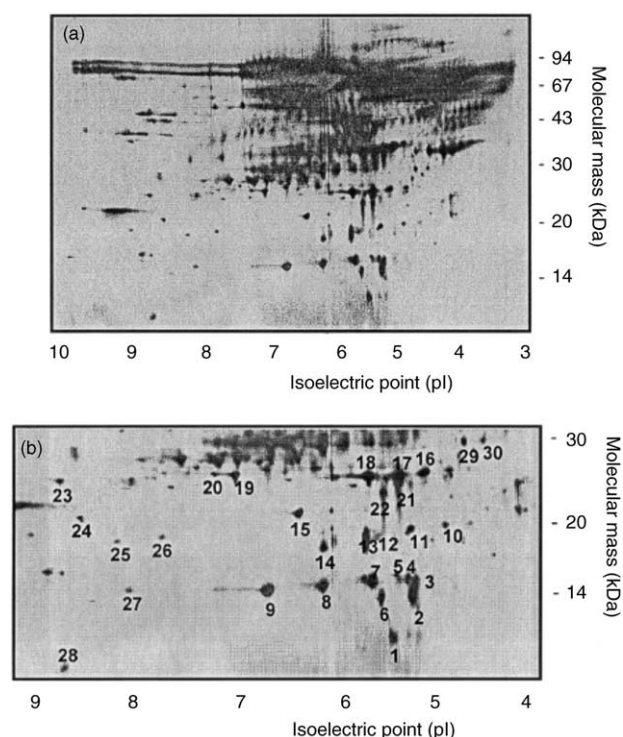 (a)
- 94
- 67
- 43
- 30
- 20
- 14
Molecular mass (kDa)
10 9 8 7 6 5 4 3
Isoelectric point (pI)
(b)
- 30
29 30
18 17 16
20 19
23
22 21
- 20
24
15
25 26
13 12 11 10
14
7 5 4 3
- 14
27
9 8 6 2
1
28
Molecular mass (kDa)
9 8 7 6 5 4
Isoelectric point (pI)